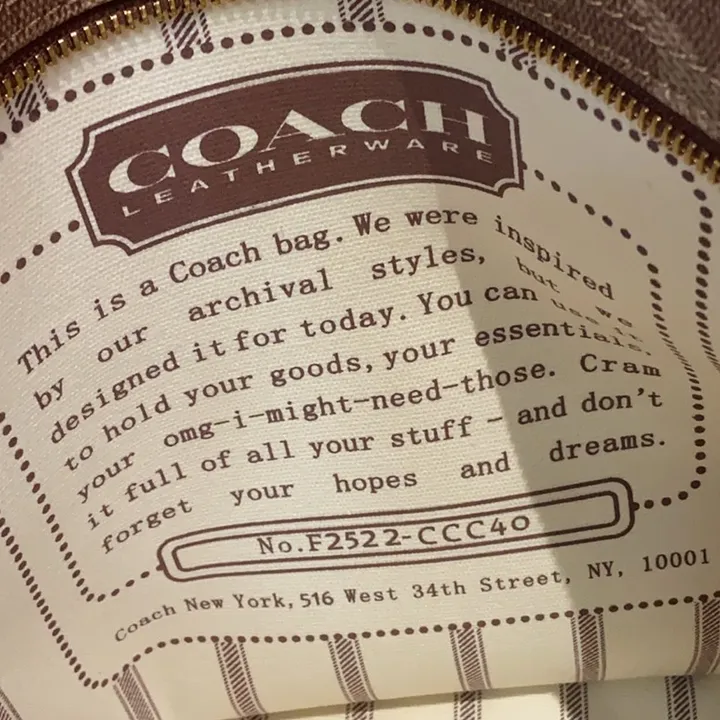 COACH
LEATHERWARE
This is a Coach bag. We were inspired
by our archival styles, but we
designed it for today. You can use it
to hold your goods, your essentials,
your omg-i-might-need-those. Cram
it full of all your stuff - and don't
forget your hopes and dreams.
No.F2522-CCC40
Coach New York, 516 West 34th Street, NY, 10001